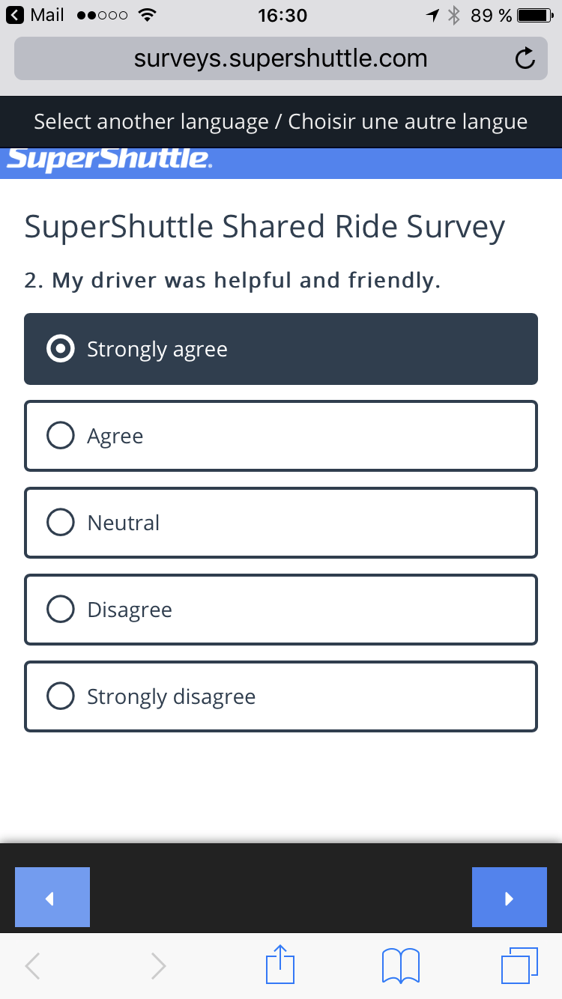 Mail 16:30 89 %
surveys.supershuttle.com
Select another language / Choisir une autre langue
SuperShuttle.
SuperShuttle Shared Ride Survey
2. My driver was helpful and friendly.
Strongly agree
Agree
Neutral
Disagree
Strongly disagree